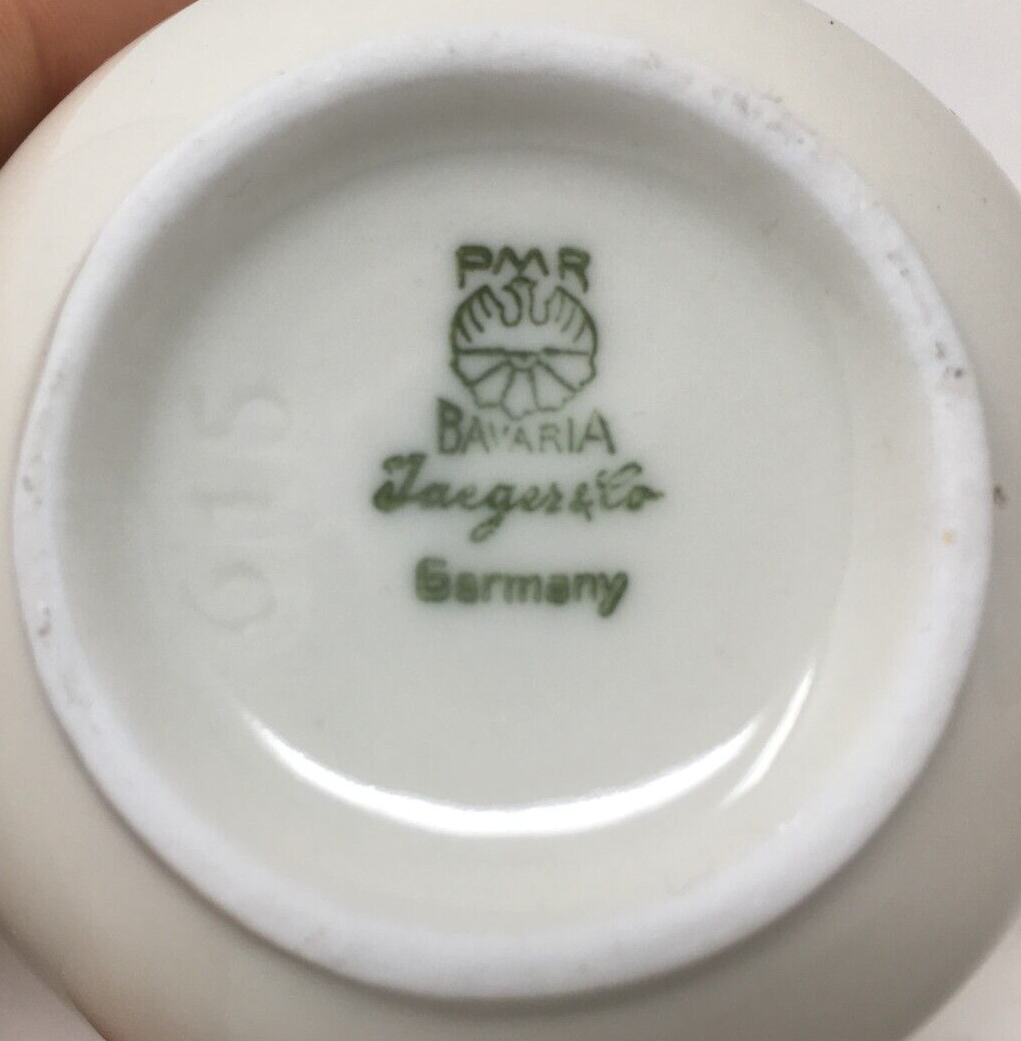 PMR
BAVARIA
Jaeger & Co
Germany
615